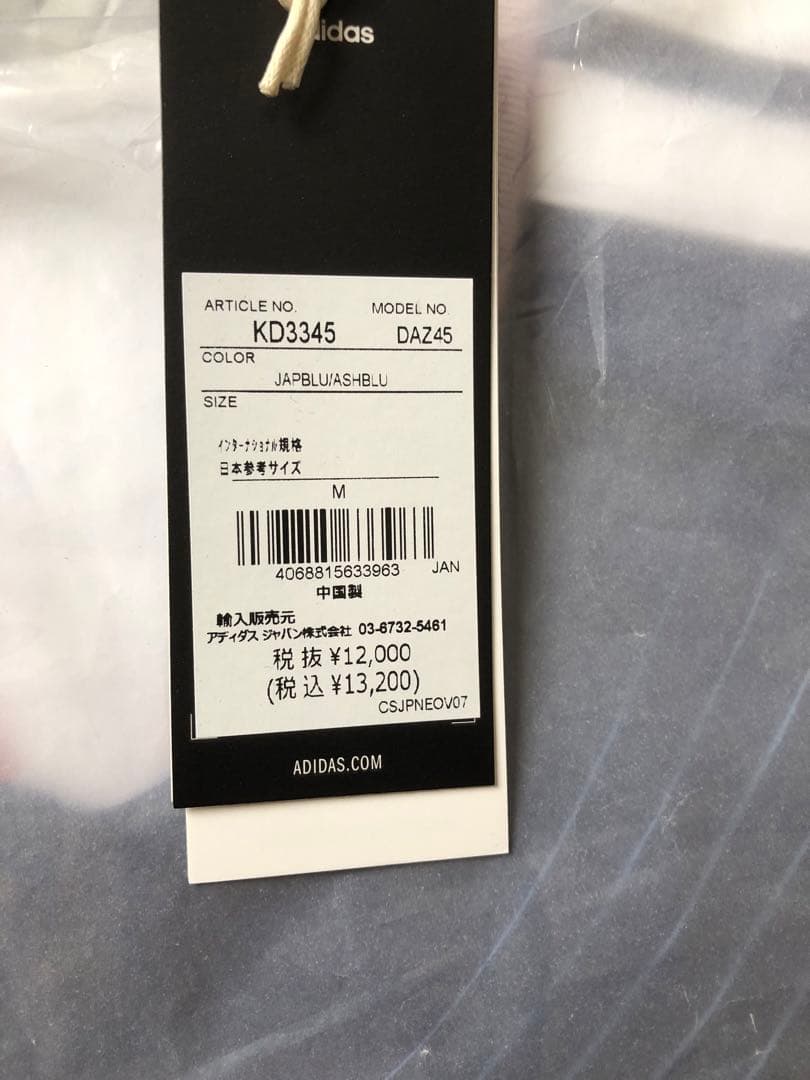 adidas
ARTICLE NO. MODEL NO.
KD3345 DAZ45
COLOR
JAPBLU/ASHBLU
SIZE
インターナショナル規格
日本参考サイズ
M
4068815633963 JAN
中国製
輸入販売元
アディダス ジャパン株式会社 03-6732-5461
税抜 ¥12,000
(税込 ¥13,200)
CSJPNEOV07
ADIDAS.COM